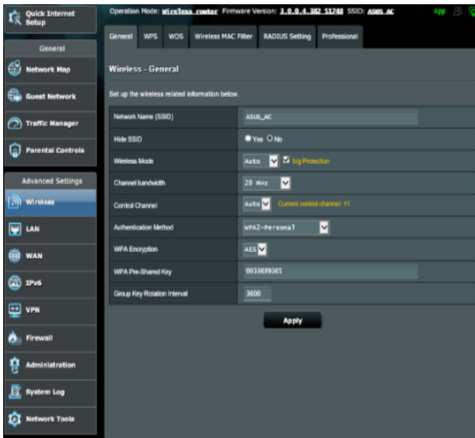 Quick Internet Setup
Operation Mode: Wireless router Firmware Version: 3.0.0.4.382_51788 SSID: ASUS_AC
App
General
WPS
WDS
Wireless MAC Filter
RADIUS Setting
Professional
General
Network Map
Guest Network
Traffic Manager
Parental Controls
Advanced Settings
Wireless
LAN
WAN
IPv6
VPN
Firewall
Administration
System Log
Network Tools
Wireless - General
Set up the wireless related information below.
Network Name (SSID) ASUS_AC
Hide SSID Yes No
Wireless Mode Auto b/g Protection
Channel bandwidth 20 MHz
Control Channel Auto Current control channel: 11
Authentication Method WPA2-Personal
WPA Encryption AES
WPA Pre-Shared Key
Group Key Rotation Interval 3600
Apply